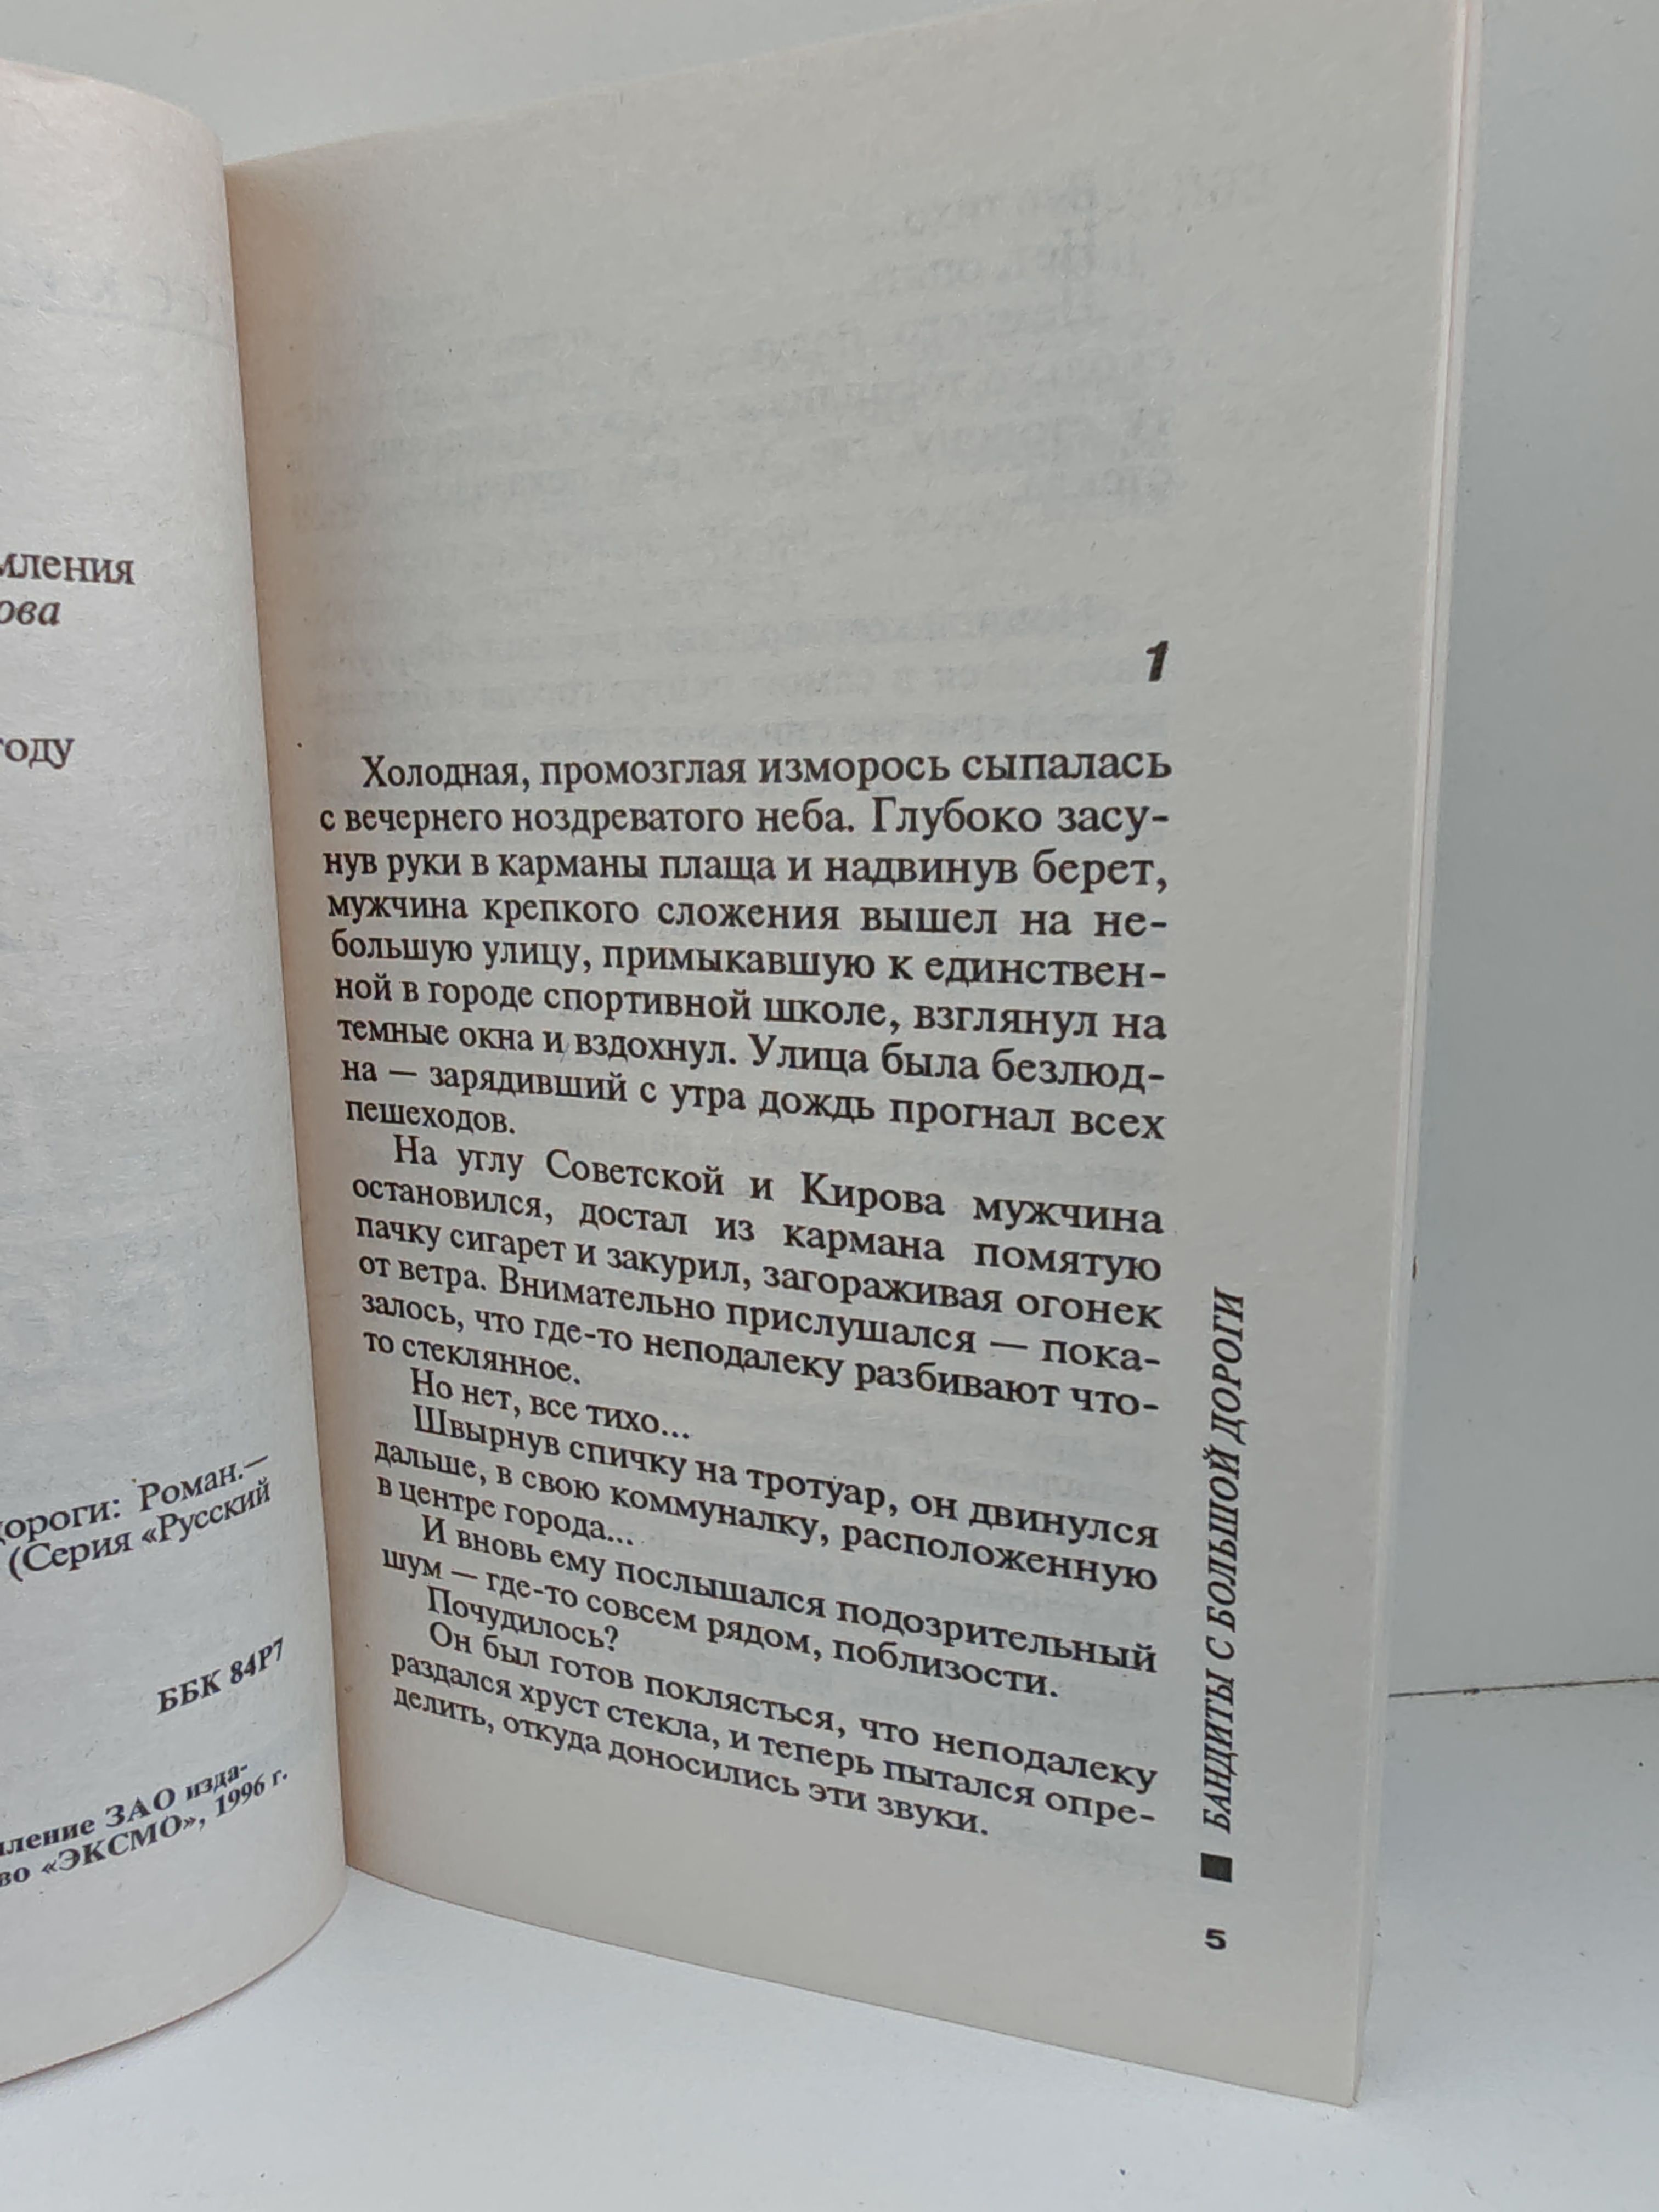 мления
ова
году
дороги: Роман.—
(Серия «Русский
ББК 84Р7
ление ЗАО изда-
во «ЭКСМО», 1996 г.
1
Холодная, промозглая изморось сыпалась
с вечернего ноздреватого неба. Глубоко засу-
нув руки в карманы плаща и надвинув берет,
мужчина крепкого сложения вышел на не-
большую улицу, примыкавшую к единствен-
ной в городе спортивной школе, взглянул на
темные окна и вздохнул. Улица была безлюд-
на — зарядивший с утра дождь прогнал всех
пешеходов.
На углу Советской и Кирова мужчина
остановился, достал из кармана помятую
пачку сигарет и закурил, загораживая огонек
от ветра. Внимательно прислушался — пока-
залось, что где-то неподалеку разбивают что-
то стеклянное.
Но нет, все тихо...
Швырнув спичку на тротуар, он двинулся
дальше, в свою коммуналку, расположенную
в центре города...
И вновь ему послышался подозрительный
шум — где-то совсем рядом, поблизости.
Почудилось?
Он был готов поклясться, что неподалеку
раздался хруст стекла, и теперь пытался опре-
делить, откуда доносились эти звуки.
БАНДИТЫ С БОЛЬШОЙ ДОРОГИ
5